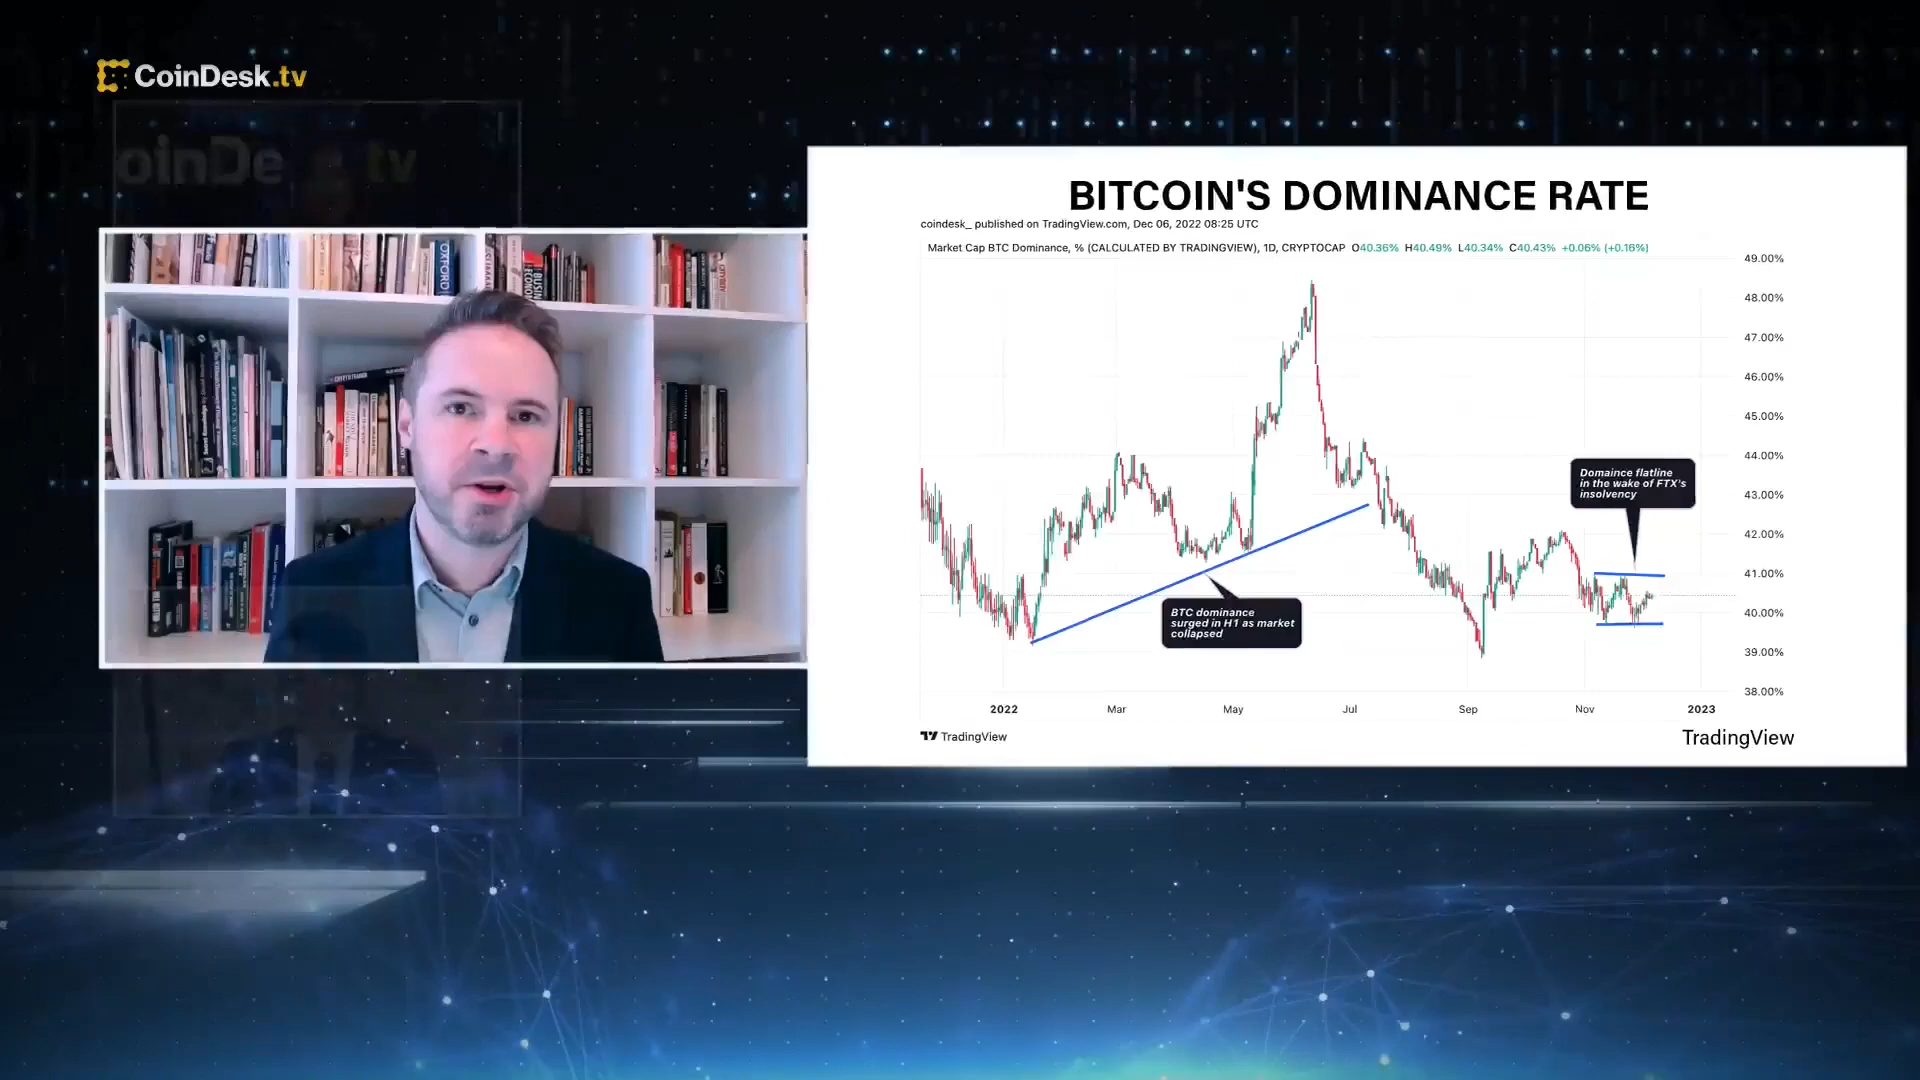 CoinDesk.tv
oinDe tv
OXFORD
BITCOIN'S DOMINANCE RATE
coindesk_ published on TradingView.com, Dec 06, 2022 08:25 UTC
Market Cap BTC Dominance, % (CALCULATED BY TRADINGVIEW), 1D, CRYPTOCAP O40.36% H40.49% L40.34% C40.43% +0.06% (+0.16%)
49.00%
48.00%
47.00%
46.00%
45.00%
44.00%
43.00%
42.00%
41.00%
40.00%
39.00%
38.00%
Domaince flatline
in the wake of FTX's
insolvency
BTC dominance
surged in H1 as market
collapsed
2022 Mar May Jul Sep Nov 2023
TradingView
TradingView